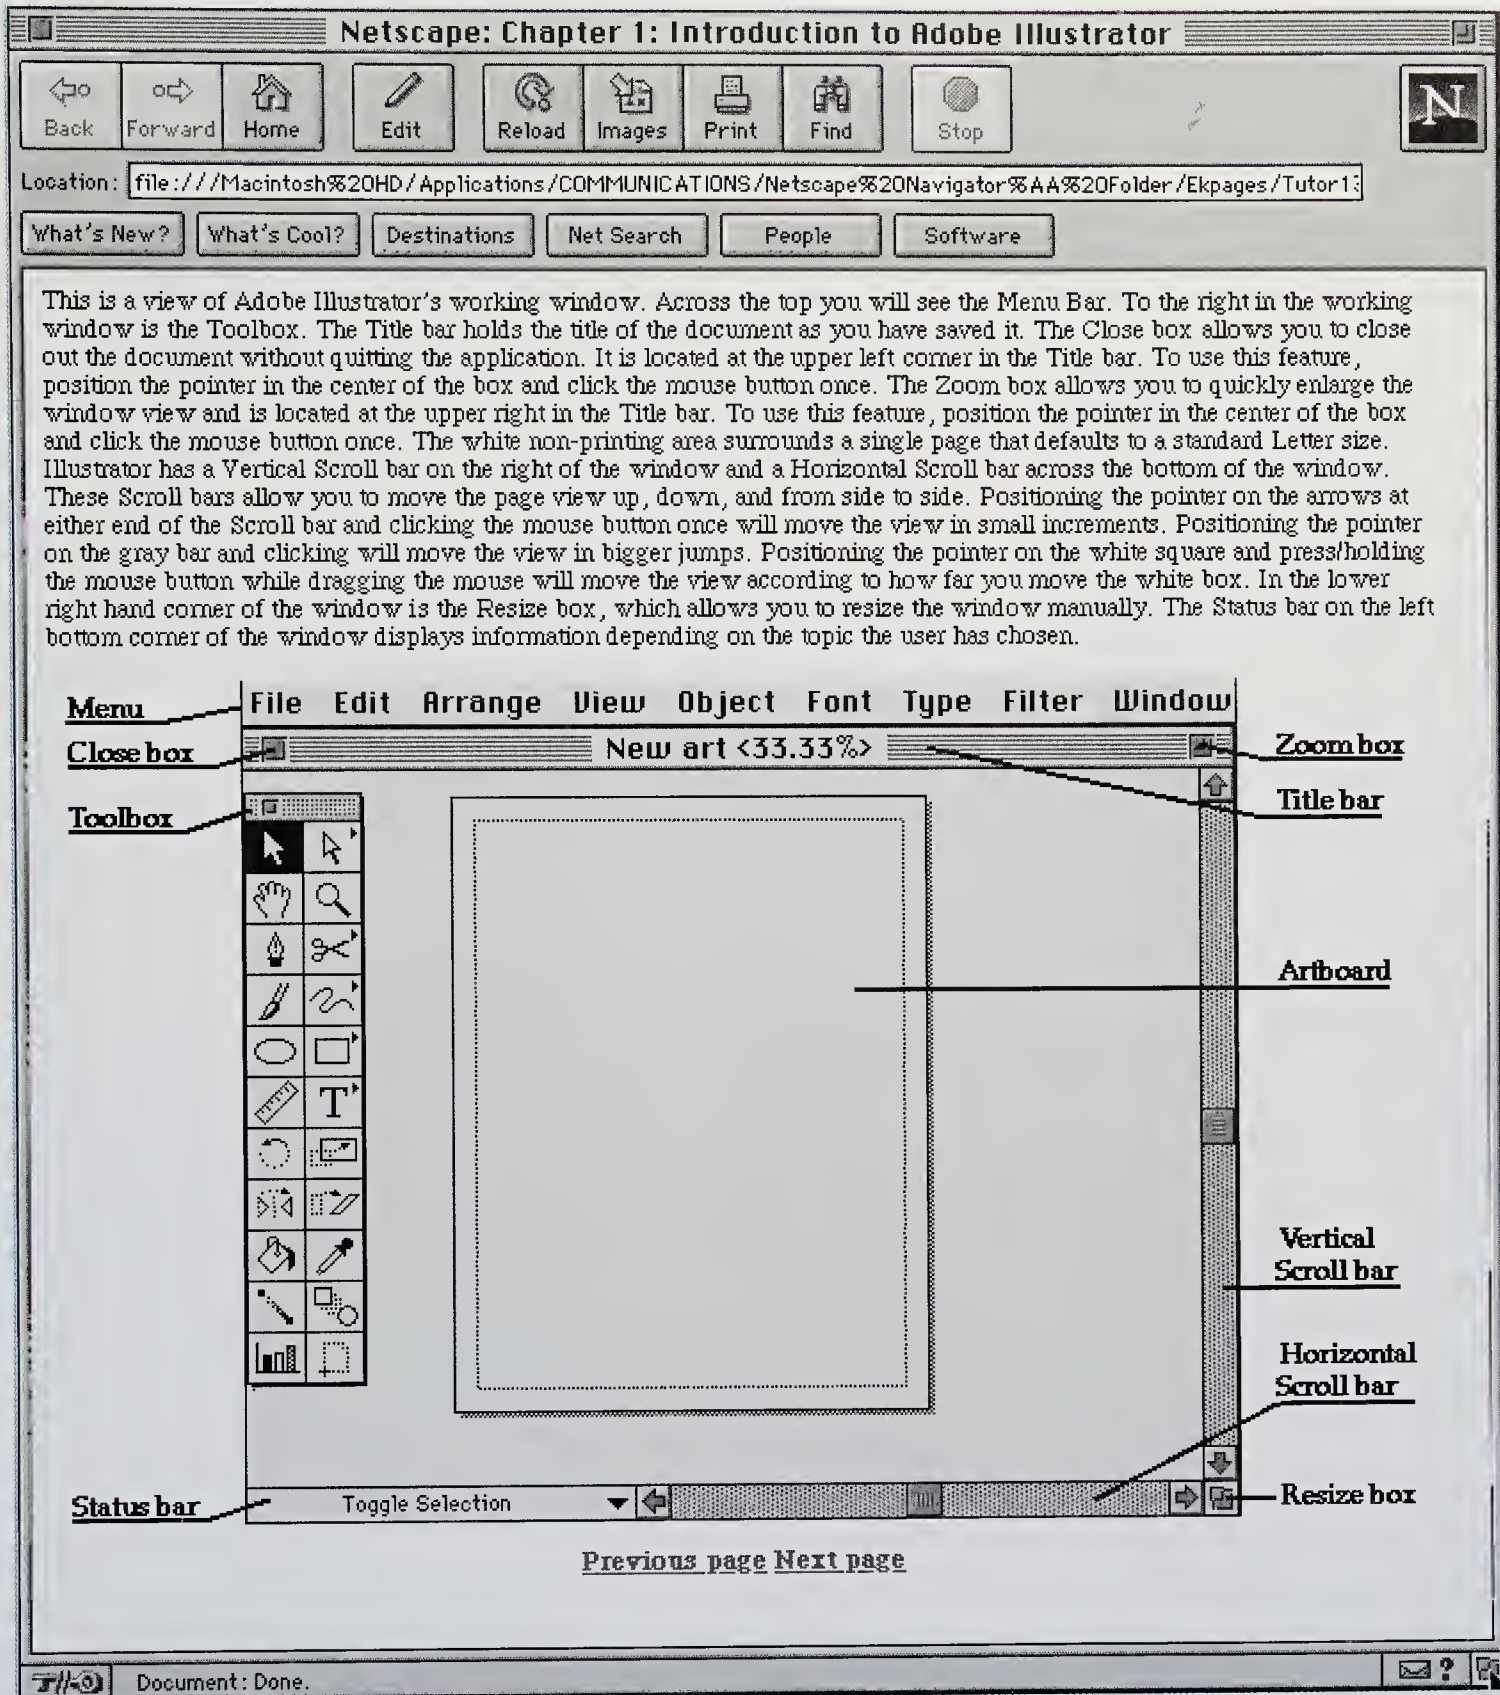 Netscape: Chapter 1: Introduction to Adobe Illustrator
Back Forward Home Edit Reload Images Print Find Stop
N
Location: file:///Macintosh%20HD/Applications/COMMUNICATIONS/Netscape%20Navigator%AA%20Folder/Ekpages/Tutor1
What's New? What's Cool? Destinations Net Search People Software
This is a view of Adobe Illustrator's working window. Across the top you will see the Menu Bar. To the right in the working
window is the Toolbox. The Title bar holds the title of the document as you have saved it. The Close box allows you to close
out the document without quitting the application. It is located at the upper left corner in the Title bar. To use this feature,
position the pointer in the center of the box and click the mouse button once. The Zoom box allows you to quickly enlarge the
window view and is located at the upper right in the Title bar. To use this feature, position the pointer in the center of the box
and click the mouse button once. The white non-printing area surrounds a single page that defaults to a standard Letter size.
Illustrator has a Vertical Scroll bar on the right of the window and a Horizontal Scroll bar across the bottom of the window.
These Scroll bars allow you to move the page view up, down, and from side to side. Positioning the pointer on the arrows at
either end of the Scroll bar and clicking the mouse button once will move the view in small increments. Positioning the pointer
on the gray bar and clicking will move the view in bigger jumps. Positioning the pointer on the white square and press/holding
the mouse button while dragging the mouse will move the view according to how far you move the white box. In the lower
right hand corner of the window is the Resize box, which allows you to resize the window manually. The Status bar on the left
bottom corner of the window displays information depending on the topic the user has chosen.
Menu
File Edit Arrange View Object Font Type Filter Window
Close box
New art <33.33%>
Zoom box
Title bar
Toolbox
T
Artboard
Vertical
Scroll bar
Horizontal
Scroll bar
Status bar
Toggle Selection
Resize box
Previous page Next page
Document: Done.
?